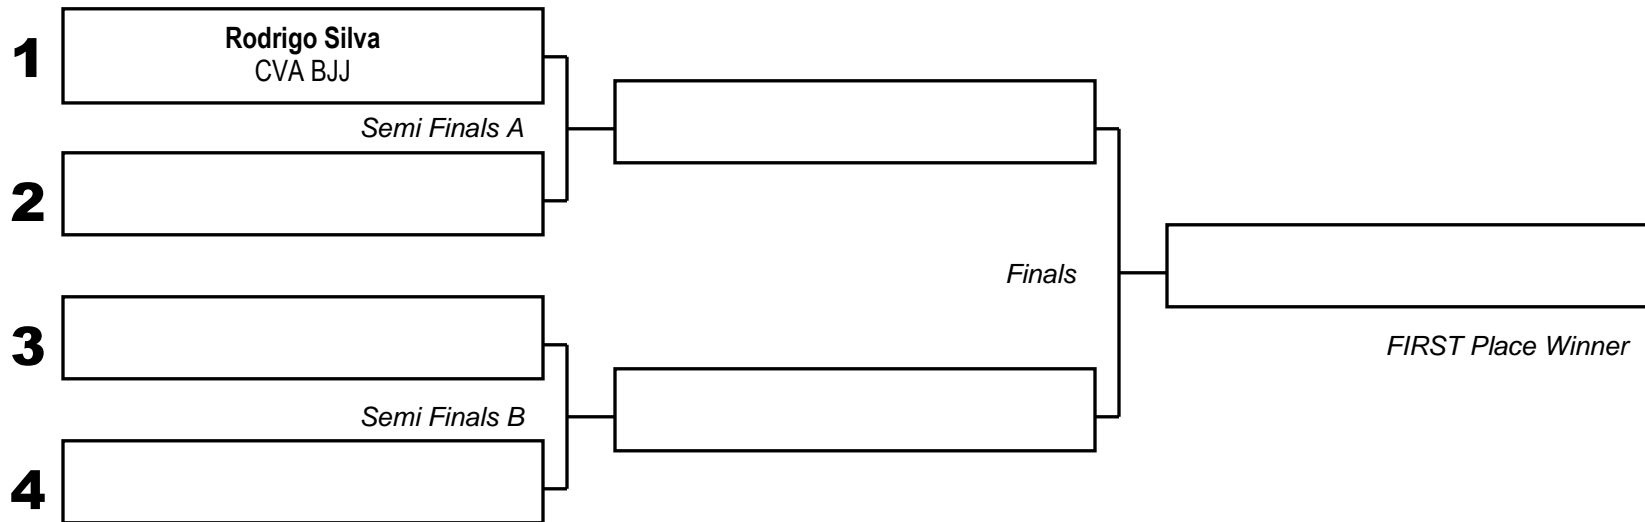 1
Rodrigo Silva
CVA BJJ
Semi Finals A
2
Finals
3
FIRST Place Winner
Semi Finals B
4